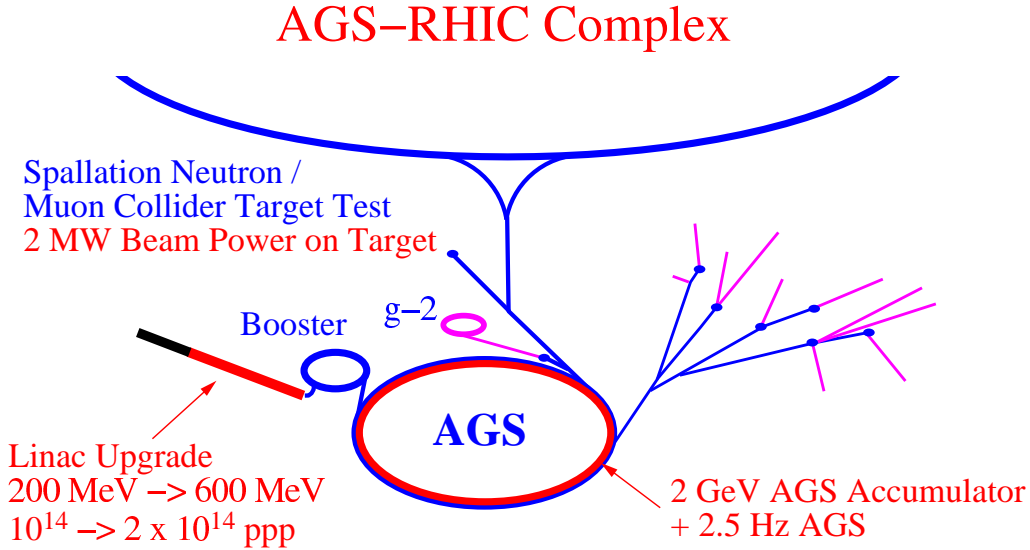 AGS–RHIC Complex
Spallation Neutron /
Muon Collider Target Test
2 MW Beam Power on Target
g–2
Booster
AGS
Linac Upgrade
200 MeV –> 600 MeV
10¹⁴ –> 2 x 10¹⁴ ppp
2 GeV AGS Accumulator
+ 2.5 Hz AGS